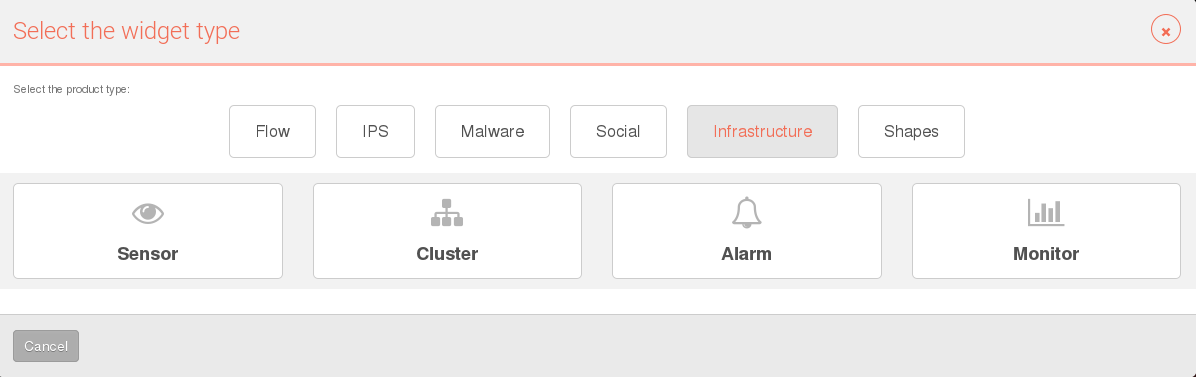 Select the widget type
Select the product type:
Flow IPS Malware Social Infrastructure Shapes
Sensor Cluster Alarm Monitor
Cancel